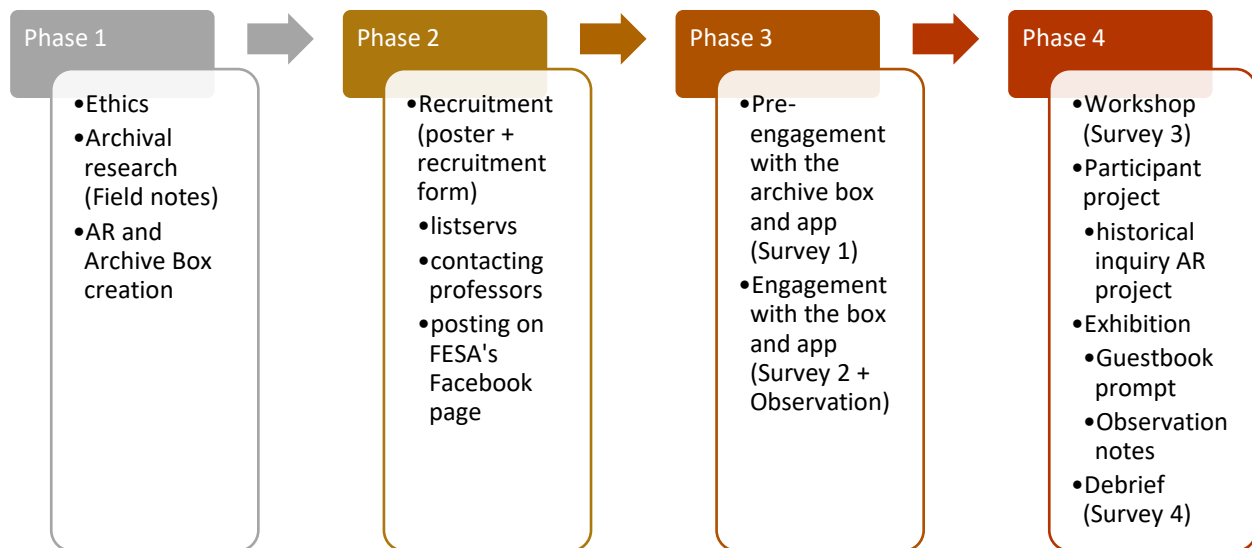 Phase 1
•Ethics
•Archival
research
(Field notes)
•AR and
Archive Box
creation
Phase 2
•Recruitment
(poster +
recruitment
form)
•listservs
•contacting
professors
•posting on
FESA's
Facebook
page
Phase 3
•Pre-
engagement
with the
archive box
and app
(Survey 1)
•Engagement
with the box
and app
(Survey 2 +
Observation)
Phase 4
•Workshop
(Survey 3)
•Participant
project
•historical
inquiry AR
project
•Exhibition
•Guestbook
prompt
•Observation
notes
•Debrief
(Survey 4)